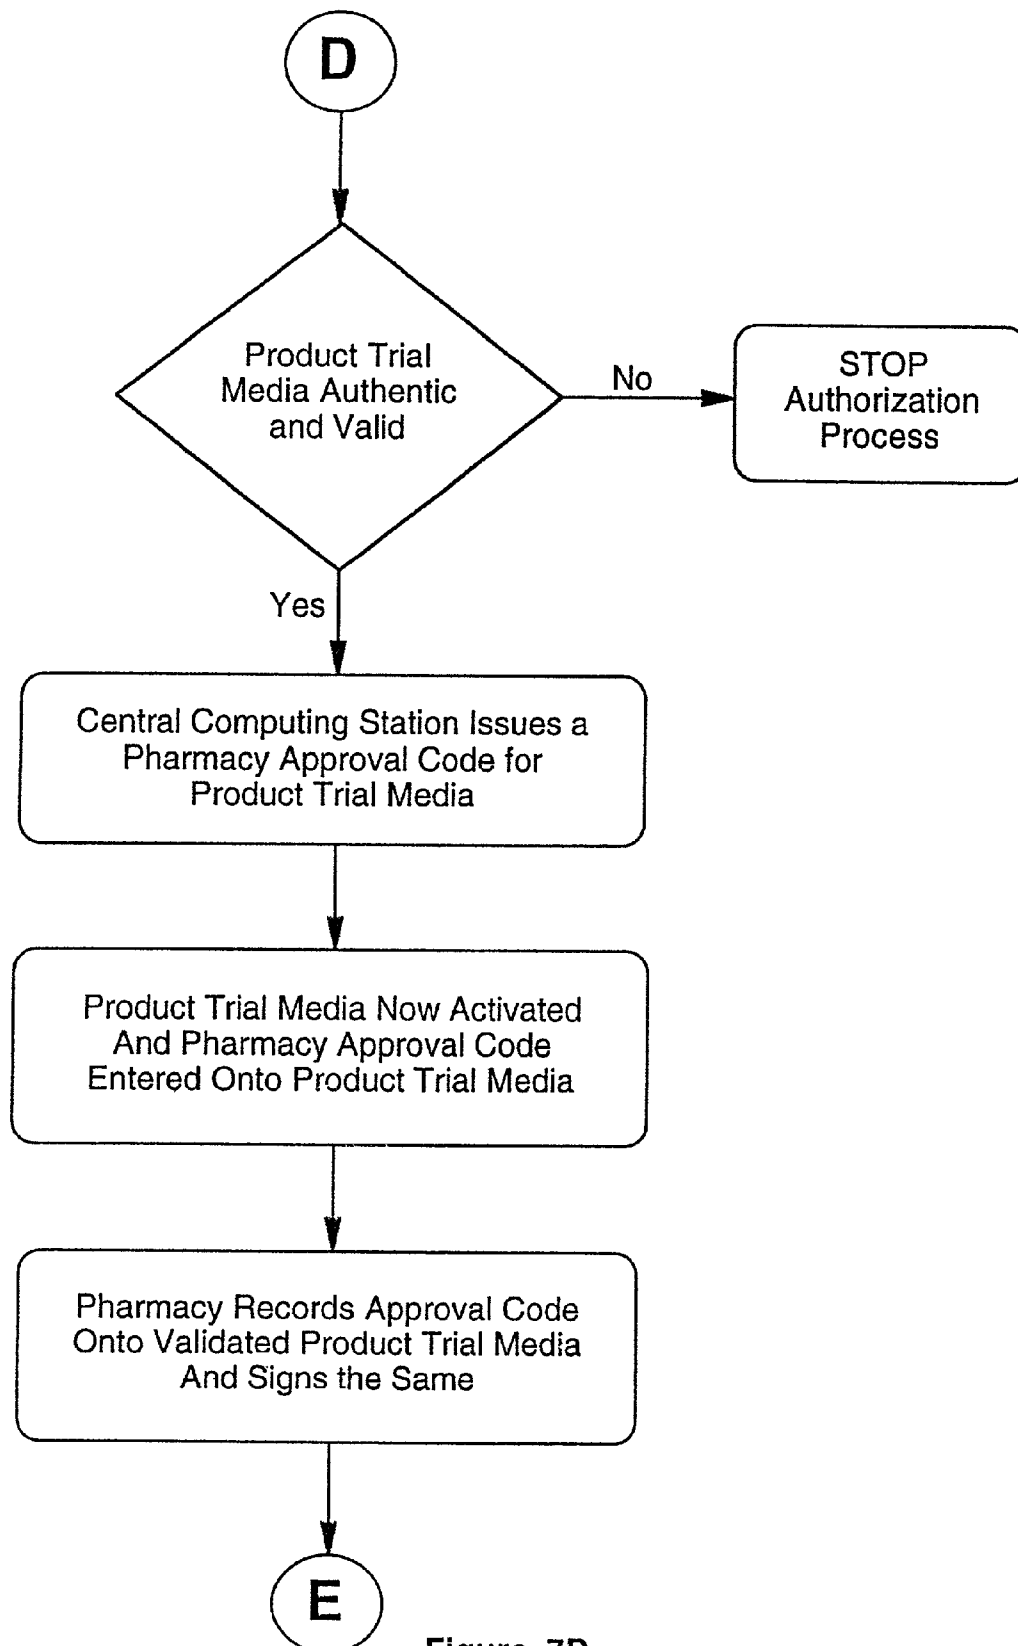 D
Product Trial
Media Authentic
and Valid
No
STOP
Authorization
Process
Yes
Central Computing Station Issues a
Pharmacy Approval Code for
Product Trial Media
Product Trial Media Now Activated
And Pharmacy Approval Code
Entered Onto Product Trial Media
Pharmacy Records Approval Code
Onto Validated Product Trial Media
And Signs the Same
E
Figure